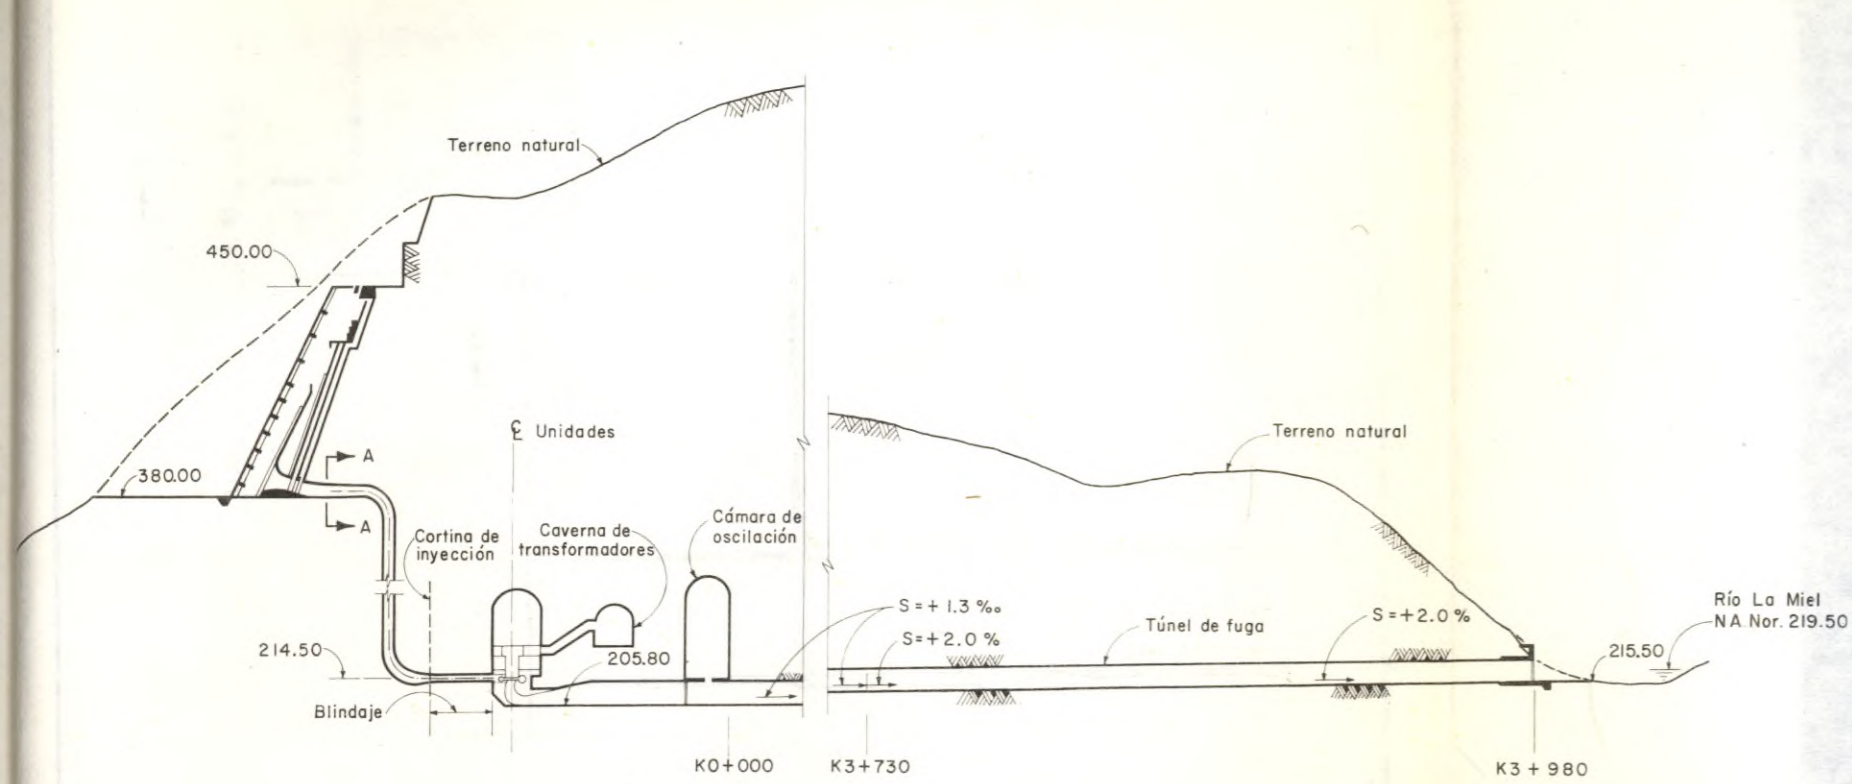 Terreno natural
450.00
℄ Unidades
Terreno natural
A
380.00
A
Cortina de
inyección
Caverna de
transformadores
Cámara de
oscilación
S=+1.3 ‰
S=+2.0 %
Túnel de fuga
S=+2.0 %
Río La Miel
NA.Nor. 219.50
214.50
205.80
215.50
Blindaje
K0+000
K3+730
K3+980